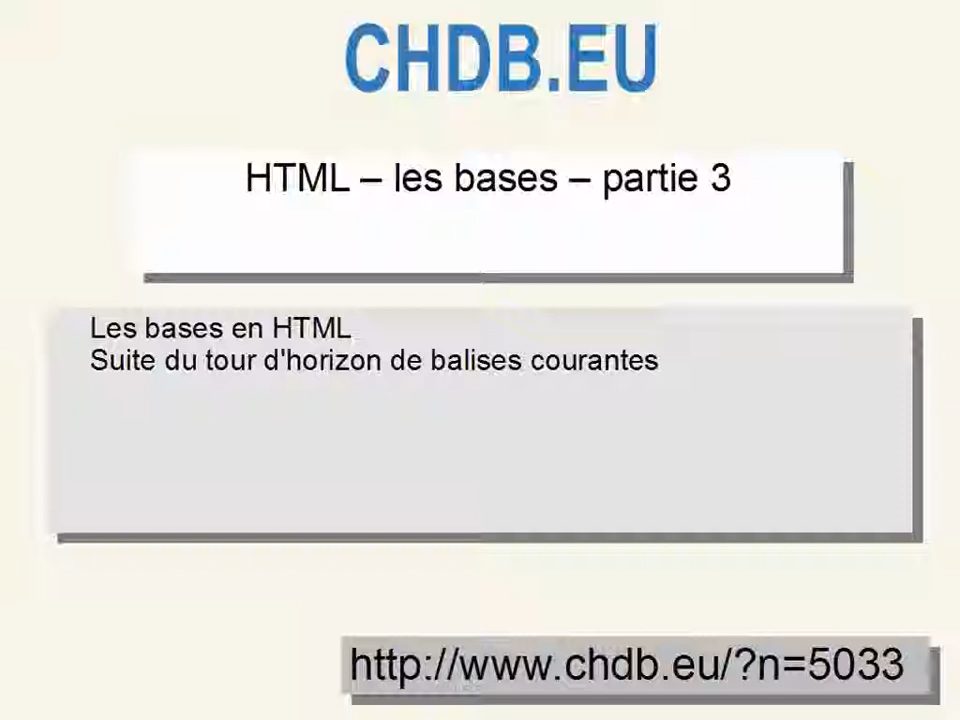 CHDB.EU
HTML – les bases – partie 3
Les bases en HTML
Suite du tour d'horizon de balises courantes
http://www.chdb.eu/?n=5033